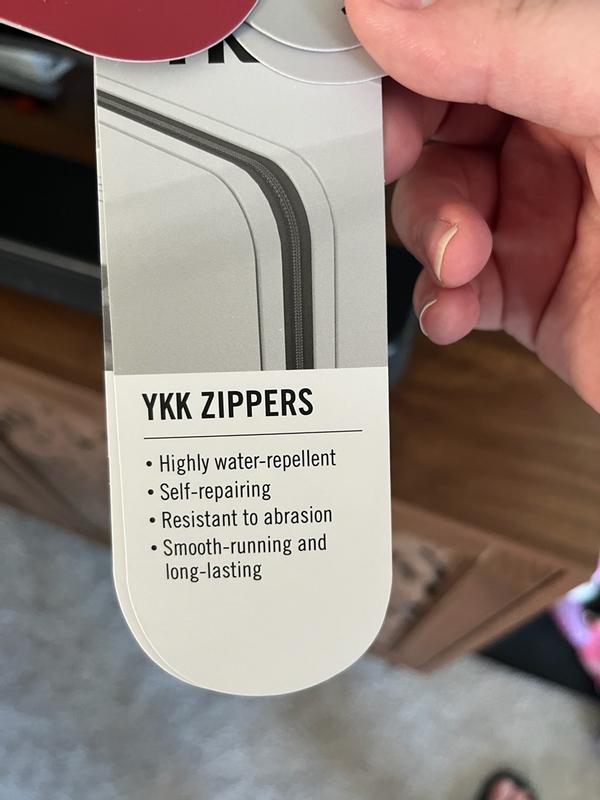 YKK ZIPPERS
• Highly water-repellent
• Self-repairing
• Resistant to abrasion
• Smooth-running and
long-lasting